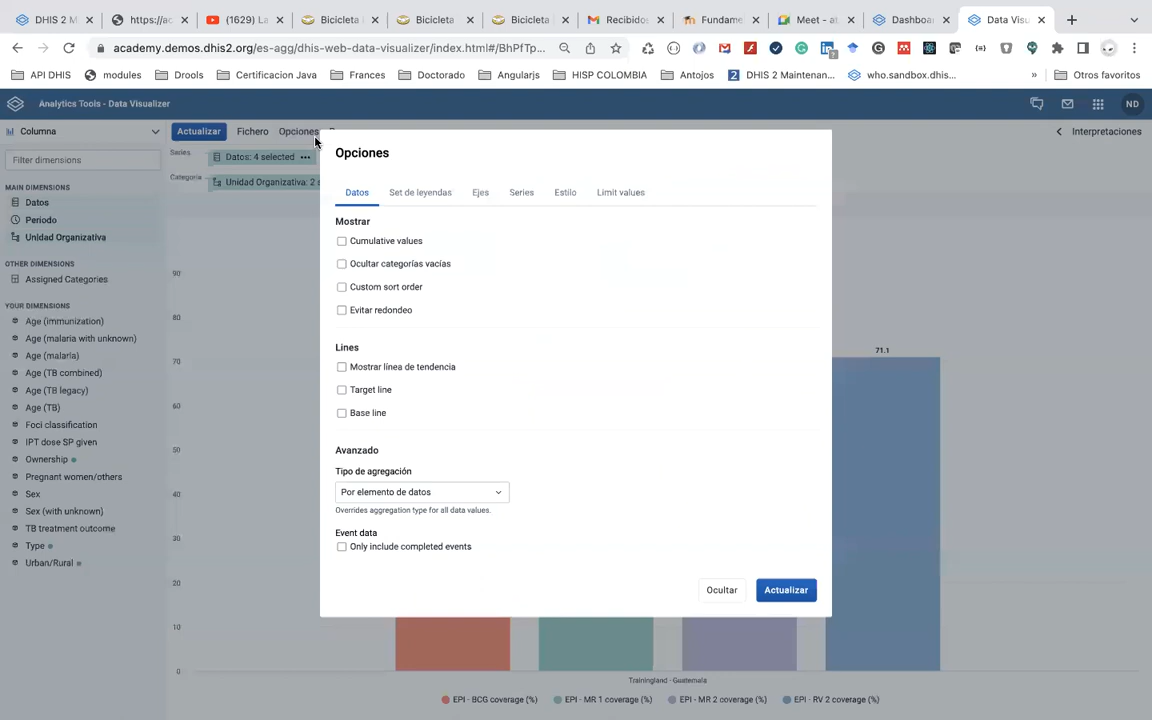 DHIS 2 M
https://ac
(1629) La
Bicicleta
Bicicleta
Bicicleta
Recibidos
Fundame
Meet - at
Dashboar
Data Visu
academy.demos.dhis2.org/es-agg/dhis-web-data-visualizer/index.html#/BhPfTp...
API DHIS
modules
Drools
Certificacion Java
Frances
Doctorado
Angularjs
HISP COLOMBIA
Antojos
DHIS 2 Maintenan...
who.sandbox.dhis...
»
Otros favoritos
Analytics Tools - Data Visualizer
ND
Columna
Actualizar
Fichero
Opciones
Interpretaciones
Filter dimensions
Series
Datos: 4 selected
Categoría
Unidad Organizativa: 2 s
MAIN DIMENSIONS
Datos
Periodo
Unidad Organizativa
OTHER DIMENSIONS
Assigned Categories
YOUR DIMENSIONS
Age (immunization)
Age (malaria with unknown)
Age (malaria)
Age (TB combined)
Age (TB legacy)
Age (TB)
Foci classification
IPT dose SP given
Ownership
Pregnant women/others
Sex
Sex (with unknown)
TB treatment outcome
Type
Urban/Rural
Opciones
Datos
Set de leyendas
Ejes
Series
Estilo
Limit values
Mostrar
Cumulative values
Ocultar categorías vacías
Custom sort order
Evitar redondeo
Lines
Mostrar línea de tendencia
Target line
Base line
Avanzado
Tipo de agregación
Por elemento de datos
Overrides aggregation type for all data values.
Event data
Only include completed events
Ocultar
Actualizar
90
80
70
60
50
40
30
20
10
0
71.1
Trainingland - Guatemala
EPI - BCG coverage (%)
EPI - MR 1 coverage (%)
EPI - MR 2 coverage (%)
EPI - RV 2 coverage (%)